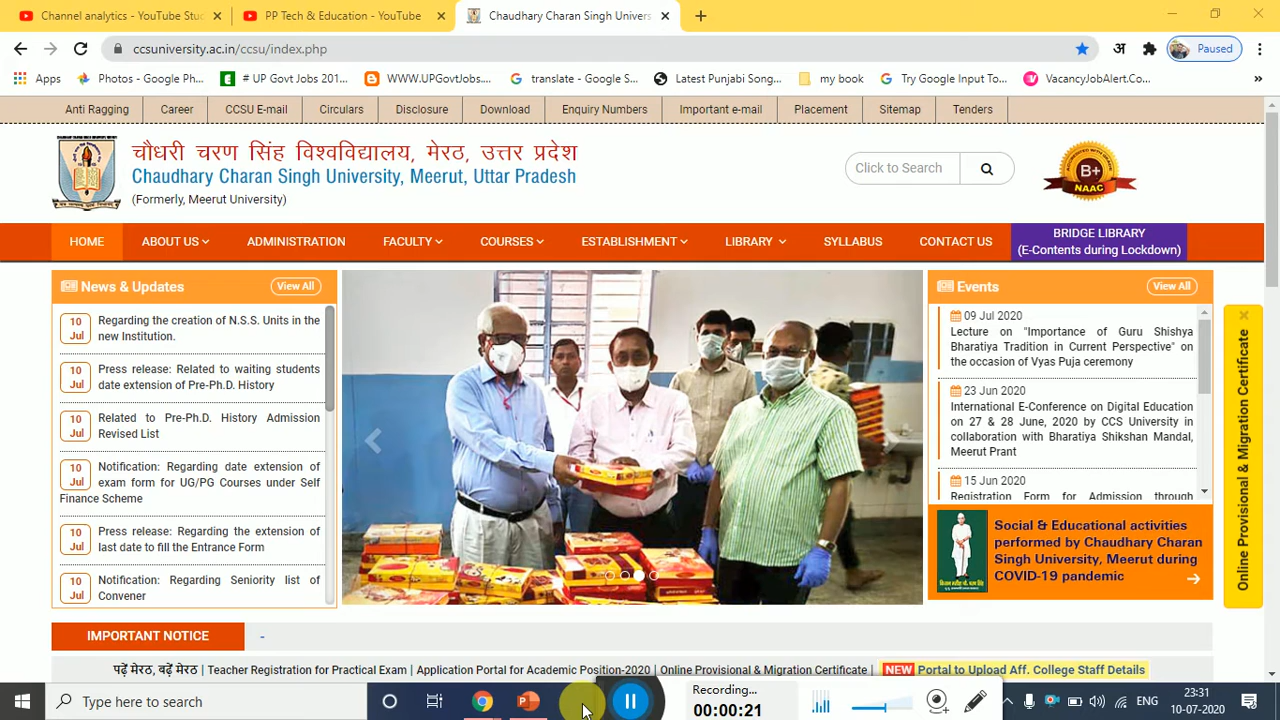 Channel analytics - YouTube Stu
PP Tech & Education - YouTube
Chaudhary Charan Singh Univers
ccsuniversity.ac.in/ccsu/index.php
अ
Paused
Apps
Photos - Google Ph...
# UP Govt Jobs 201...
WWW.UPGovtJobs....
translate - Google S...
Latest Punjabi Song...
my book
Try Google Input To...
VacancyJobAlert.Co...
Anti Ragging
Career
CCSU E-mail
Circulars
Disclosure
Download
Enquiry Numbers
Important e-mail
Placement
Sitemap
Tenders
चौधरी चरण सिंह विश्वविद्यालय, मेरठ, उत्तर प्रदेश
Chaudhary Charan Singh University, Meerut, Uttar Pradesh
(Formerly, Meerut University)
Click to Search
B+
NAAC
HOME
ABOUT US
ADMINISTRATION
FACULTY
COURSES
ESTABLISHMENT
LIBRARY
SYLLABUS
CONTACT US
BRIDGE LIBRARY
(E-Contents during Lockdown)
News & Updates
View All
10 Jul
Regarding the creation of N.S.S. Units in the
new Institution.
10 Jul
Press release: Related to waiting students
date extension of Pre-Ph.D. History
10 Jul
Related to Pre-Ph.D. History Admission
Revised List
10 Jul
Notification: Regarding date extension of
exam form for UG/PG Courses under Self
Finance Scheme
10 Jul
Press release: Regarding the extension of
last date to fill the Entrance Form
10 Jul
Notification: Regarding Seniority list of
Convener
Events
View All
09 Jul 2020
Lecture on "Importance of Guru Shishya
Bharatiya Tradition in Current Perspective" on
the occasion of Vyas Puja ceremony
23 Jun 2020
International E-Conference on Digital Education
on 27 & 28 June, 2020 by CCS University in
collaboration with Bharatiya Shikshan Mandal,
Meerut Prant
15 Jun 2020
Registration Form for Admission through
Social & Educational activities
performed by Chaudhary Charan
Singh University, Meerut during
COVID-19 pandemic
Online Provisional & Migration Certificate
IMPORTANT NOTICE
-
पढ़ें मेरठ, बढ़ें मेरठ | Teacher Registration for Practical Exam | Application Portal for Academic Position-2020 | Online Provisional & Migration Certificate | NEW Portal to Upload Aff. College Staff Details
Type here to search
Recording...
00:00:21
ENG
23:31
10-07-2020